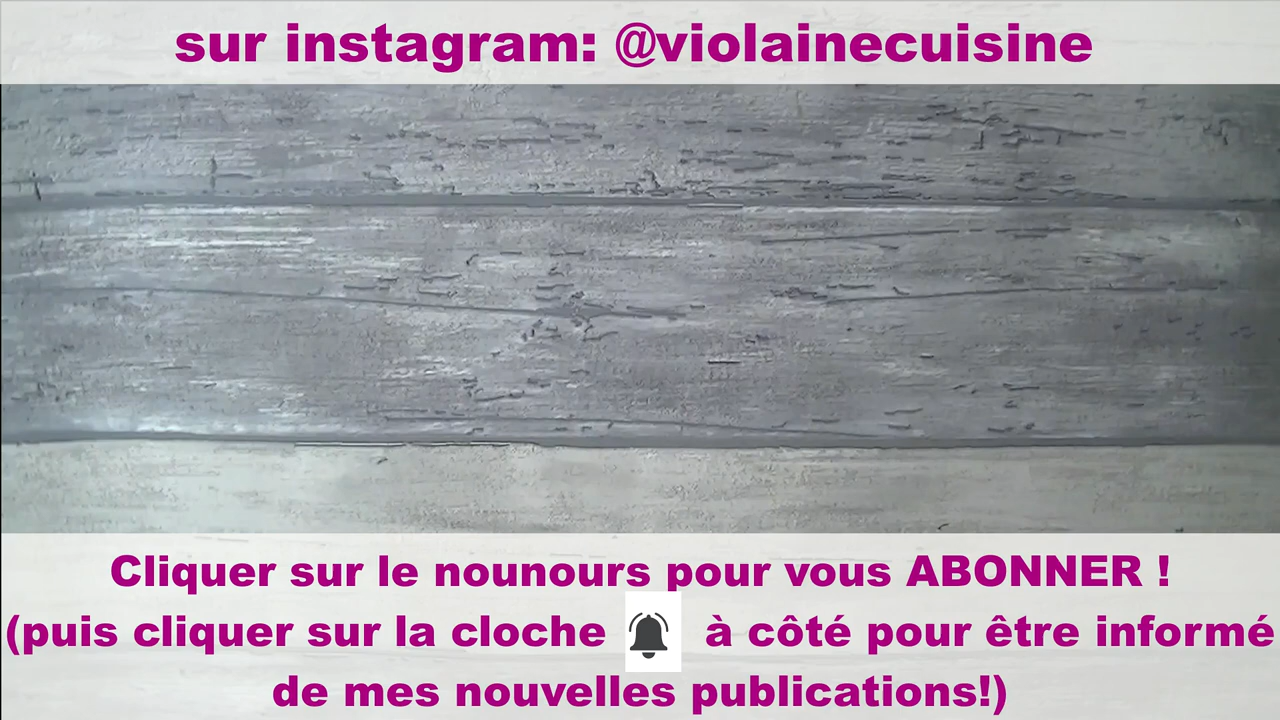 sur instagram: @violainecuisine
Cliquer sur le nounours pour vous ABONNER !
(puis cliquer sur la cloche à côté pour être informé
de mes nouvelles publications!)